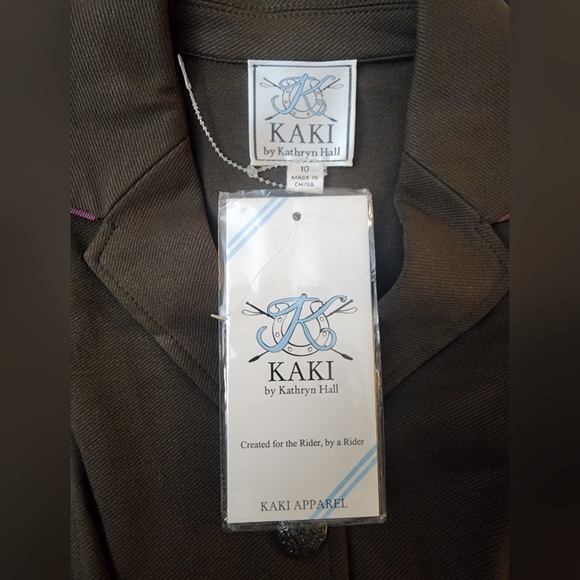 K
KAKI
by Kathryn Hall
10
MADE IN
CHINA
K
KAKI
by Kathryn Hall
Created for the Rider, by a Rider
KAKI APPAREL